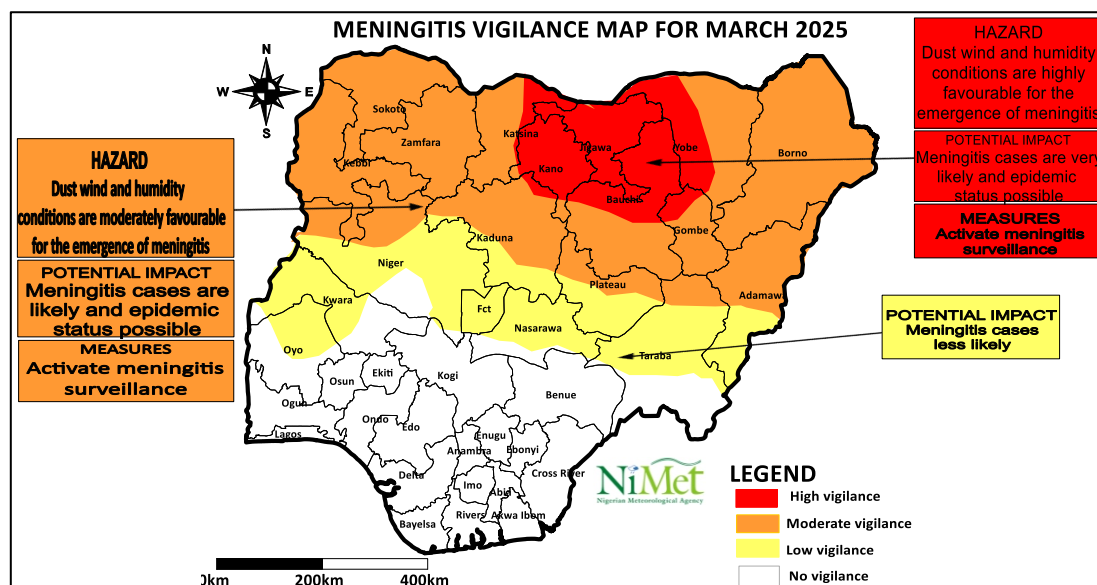 MENINGITIS VIGILANCE MAP FOR MARCH 2025
N
W
E
S
HAZARD
Dust wind and humidity
conditions are highly
favourable for the
emergence of meningitis
POTENTIAL IMPACT
Meningitis cases are very
likely and epidemic
status possible
MEASURES
Activate meningitis
surveillance
HAZARD
Dust wind and humidity
conditions are moderately favourable
for the emergence of meningitis
POTENTIAL IMPACT
Meningitis cases are
likely and epidemic
status possible
MEASURES
Activate meningitis
surveillance
POTENTIAL IMPACT
Meningitis cases
less likely
Sokoto
Zamfara
Kebbi
Katsina
Kano
Jigawa
Yobe
Borno
Bauchi
Gombe
Kaduna
Niger
Plateau
Adamawa
Kwara
Fct
Nasarawa
Taraba
Oyo
Osun
Ekiti
Kogi
Benue
Ogun
Ondo
Edo
Lagos
Enugu
Anambra
Ebonyi
Cross River
Delta
Imo
Abia
Bayelsa
Rivers
Akwa Ibom
NiMet
Nigerian Meteorological Agency
LEGEND
High vigilance
Moderate vigilance
Low vigilance
No vigilance
0km
200km
400km